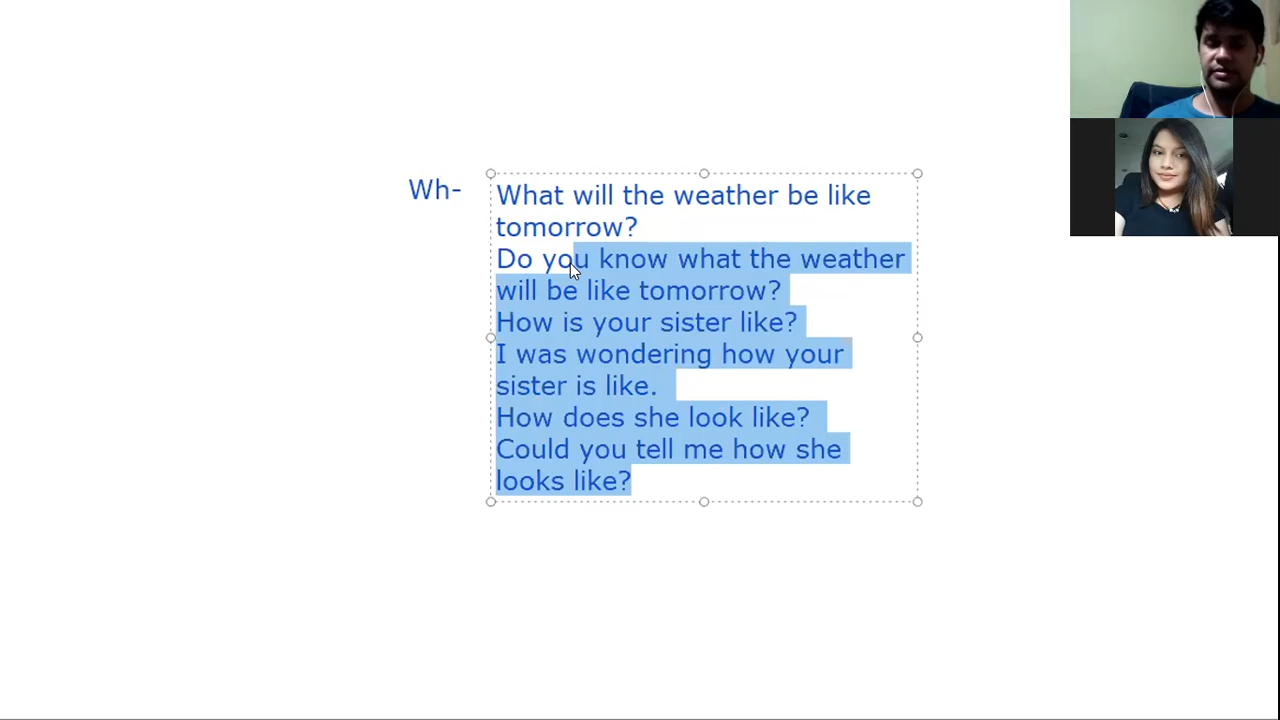 Wh-
What will the weather be like
tomorrow?
Do you know what the weather
will be like tomorrow?
How is your sister like?
I was wondering how your
sister is like.
How does she look like?
Could you tell me how she
looks like?